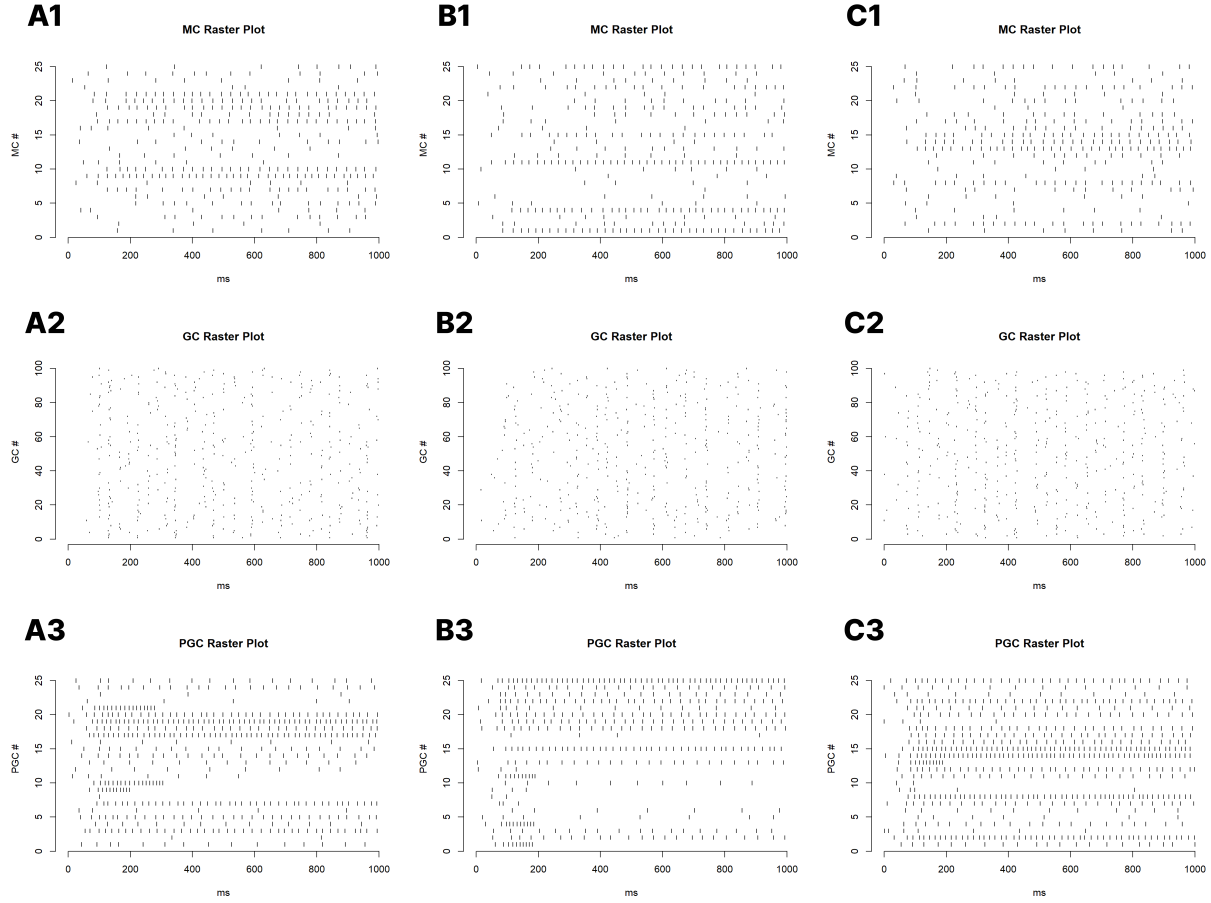 A1 B1 C1
MC Raster Plot MC Raster Plot MC Raster Plot
MC # MC # MC #
25 25 25
20 20 20
15 15 15
10 10 10
5 5 5
0 0 0
0 200 400 600 800 1000 0 200 400 600 800 1000 0 200 400 600 800 1000
ms ms ms
A2 B2 C2
GC Raster Plot GC Raster Plot GC Raster Plot
GC # GC # GC #
100 100 100
80 80 80
60 60 60
40 40 40
20 20 20
0 0 0
0 200 400 600 800 1000 0 200 400 600 800 1000 0 200 400 600 800 1000
ms ms ms
A3 B3 C3
PGC Raster Plot PGC Raster Plot PGC Raster Plot
PGC # PGC # PGC #
25 25 25
20 20 20
15 15 15
10 10 10
5 5 5
0 0 0
0 200 400 600 800 1000 0 200 400 600 800 1000 0 200 400 600 800 1000
ms ms ms